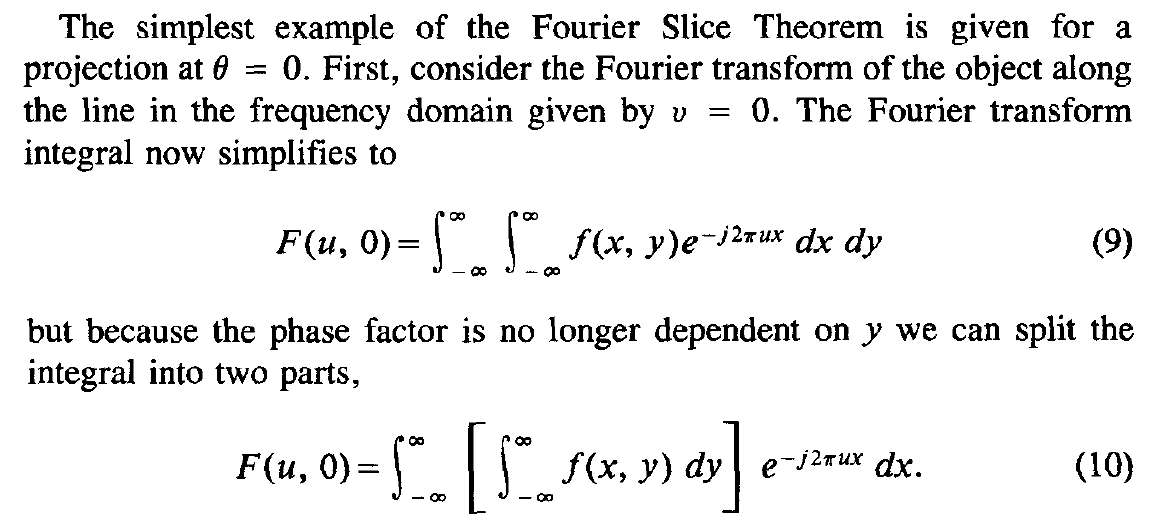 The simplest example of the Fourier Slice Theorem is given for a
projection at θ = 0. First, consider the Fourier transform of the object along
the line in the frequency domain given by v = 0. The Fourier transform
integral now simplifies to
F(u, 0) = ∫_{-∞}^{∞} ∫_{-∞}^{∞} f(x, y)e^{-j2πux} dx dy (9)
but because the phase factor is no longer dependent on y we can split the
integral into two parts,
F(u, 0) = ∫_{-∞}^{∞} [ ∫_{-∞}^{∞} f(x, y) dy ] e^{-j2πux} dx. (10)